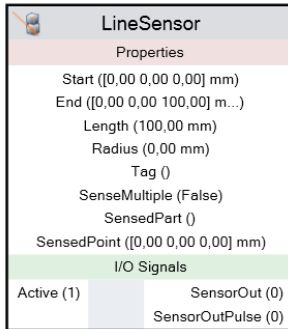 LineSensor
Properties
Start ([0,00 0,00 0,00] mm)
End ([0,00 0,00 100,00] m...)
Length (100,00 mm)
Radius (0,00 mm)
Tag ()
SenseMultiple (False)
SensedPart ()
SensedPoint ([0,00 0,00 0,00] mm)
I/O Signals
Active (1) SensorOut (0)
SensorOutPulse (0)